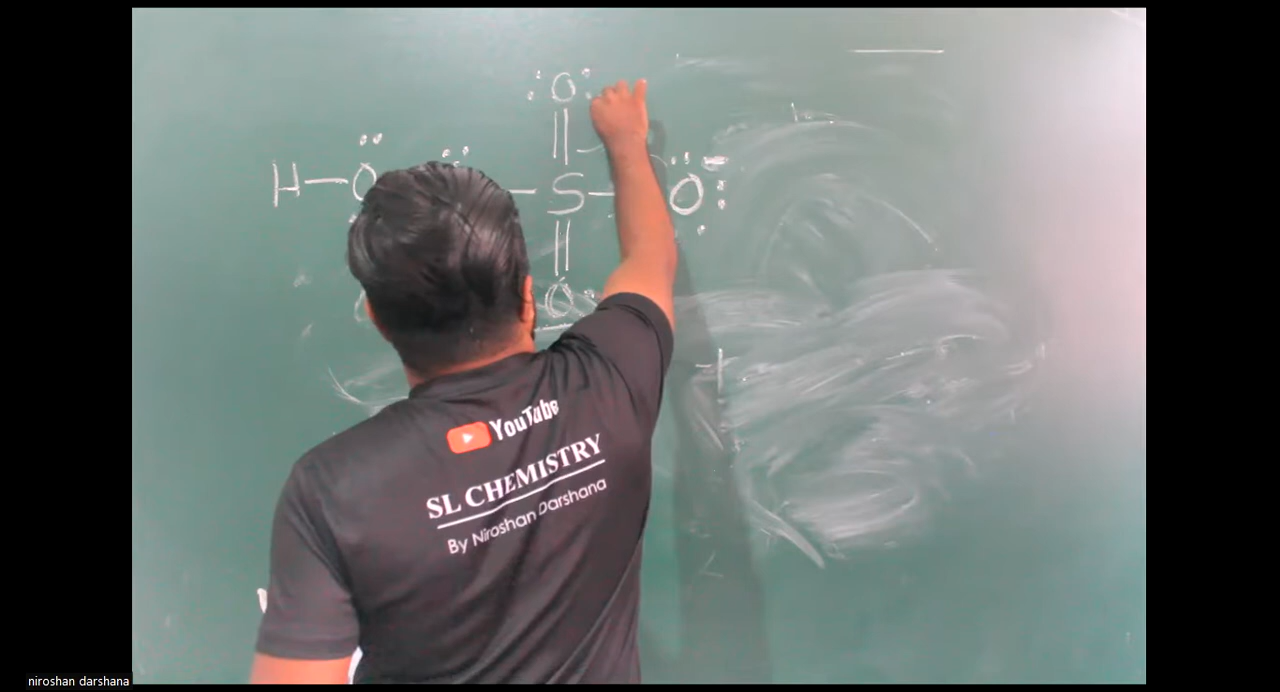 O
H-O
S
O
O
YouTube
SL CHEMISTRY
By Niroshan Darshana
niroshan darshana